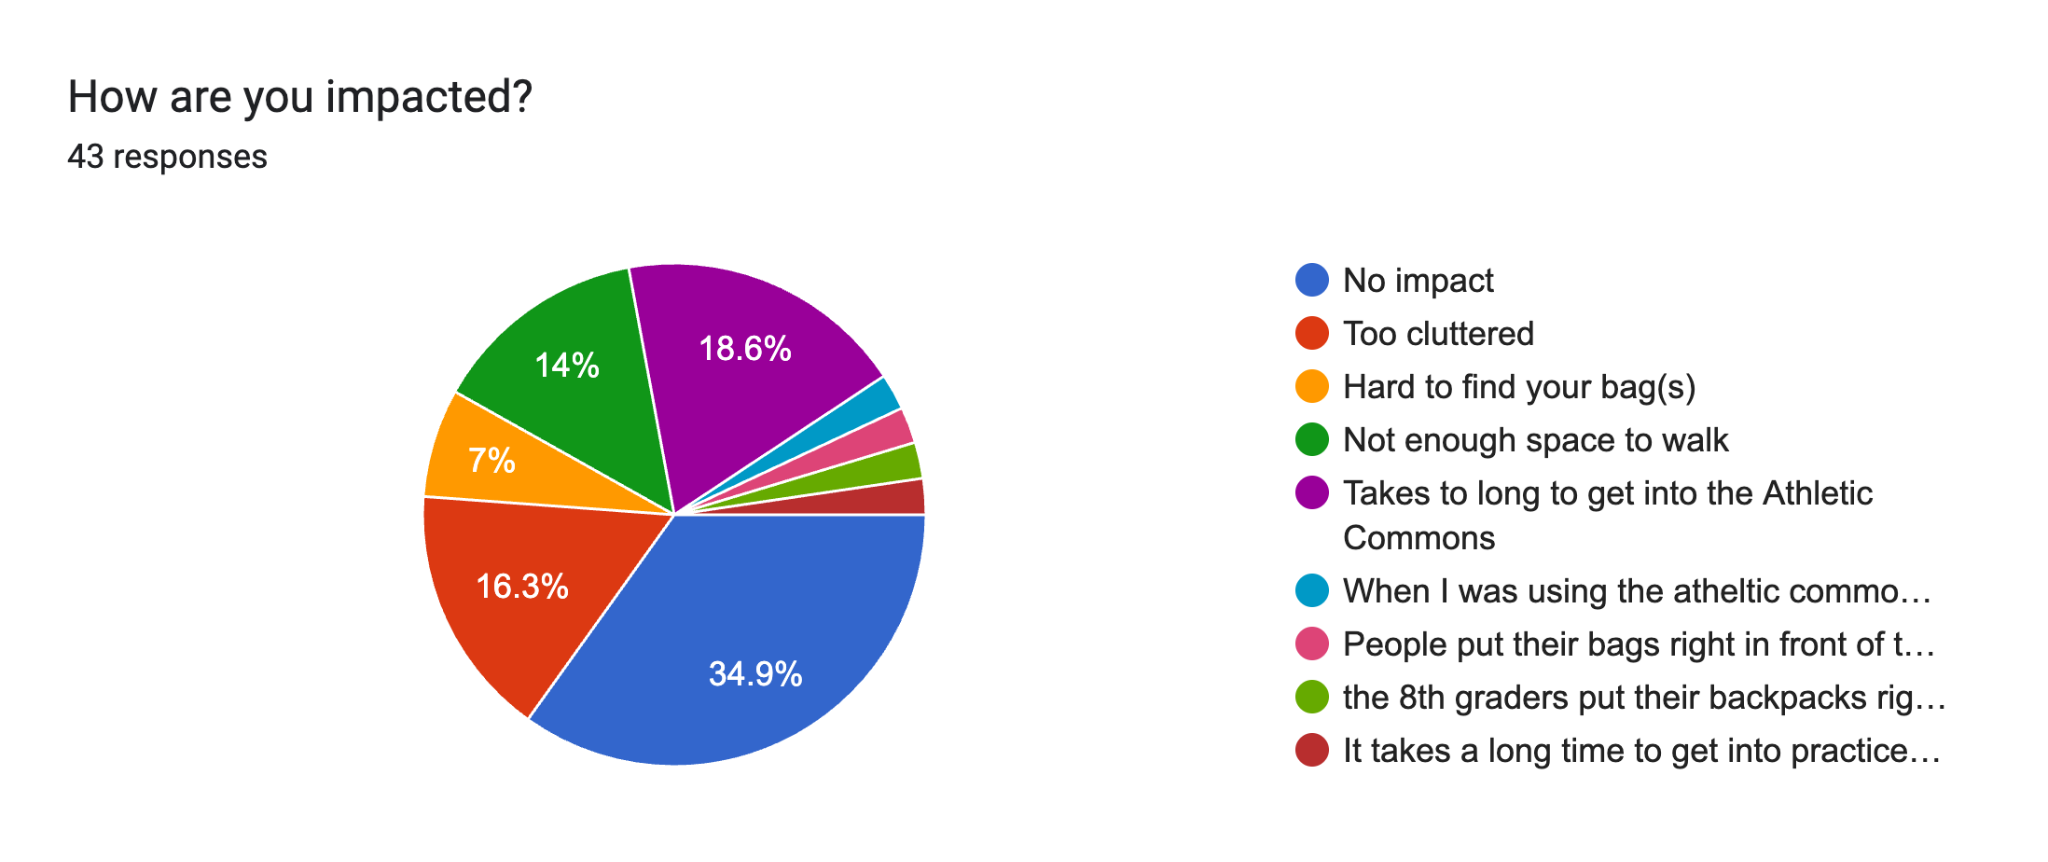 How are you impacted?
43 responses
18.6%
14%
7%
16.3%
34.9%
No impact
Too cluttered
Hard to find your bag(s)
Not enough space to walk
Takes to long to get into the Athletic
Commons
When I was using the atheltic commo…
People put their bags right in front of t…
the 8th graders put their backpacks rig…
It takes a long time to get into practice…